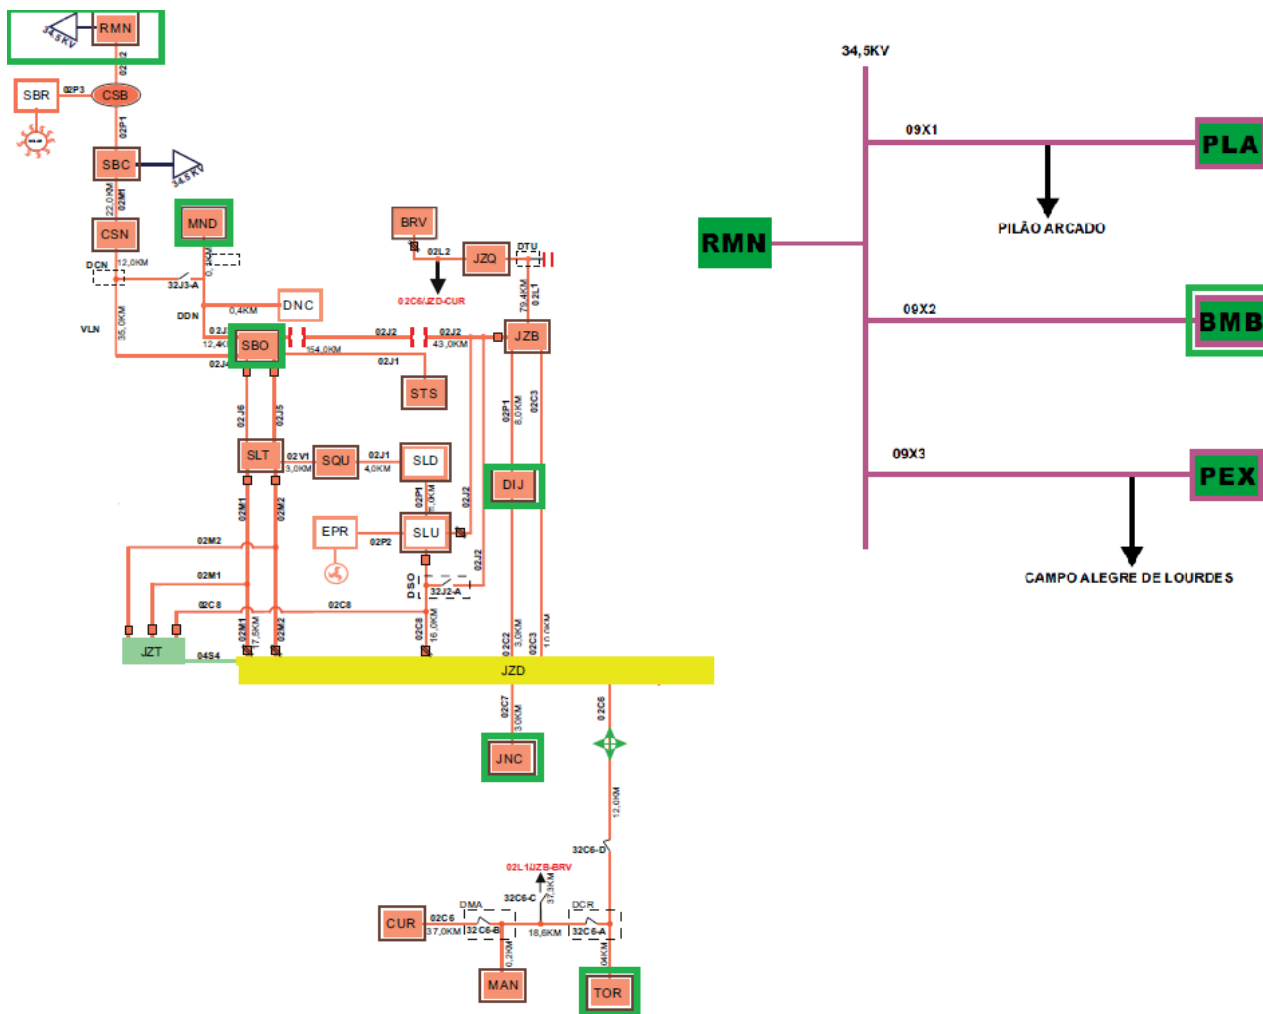 RMN
34,5KV
SBR
02P3
CSB
02P1
SBC
34,5KV
22,0KM
02M1
CSN
MND
12,0KM
DCN
32J3-A
0,4KM
DNC
DDN
VLN
35,0KM
SBO
154,0KM
02J1
STS
02J2
02J2
43,0KM
JZB
BRV
02L2
JZQ
DTU
02C6/JZD-CUR
79,4KM
02L1
02P1
02C3
02J6
02J5
SLT
02V1
3,0KM
SQU
02J1
4,0KM
SLD
02P1
DIJ
02J2
EPR
02P2
SLU
02M1
02M2
02M2
02M1
02C8
02C8
DSO
32J2-A
02J2
02M1
17,5KM
02M2
02C8
16,0KM
02C2
3,0KM
02C3
10,0KM
JZT
04S4
JZD
02C7
JNC
02C6
12,0KM
32C6-D
02L1/JZB-BRV
37,3KM
32C6-C
DMA
DCR
CUR
02C6
37,0KM
32C6-B
18,6KM
32C6-A
0,2KM
04KM
MAN
TOR
34,5KV
09X1
PLA
PILÃO ARCADO
RMN
09X2
BMB
09X3
PEX
CAMPO ALEGRE DE LOURDES